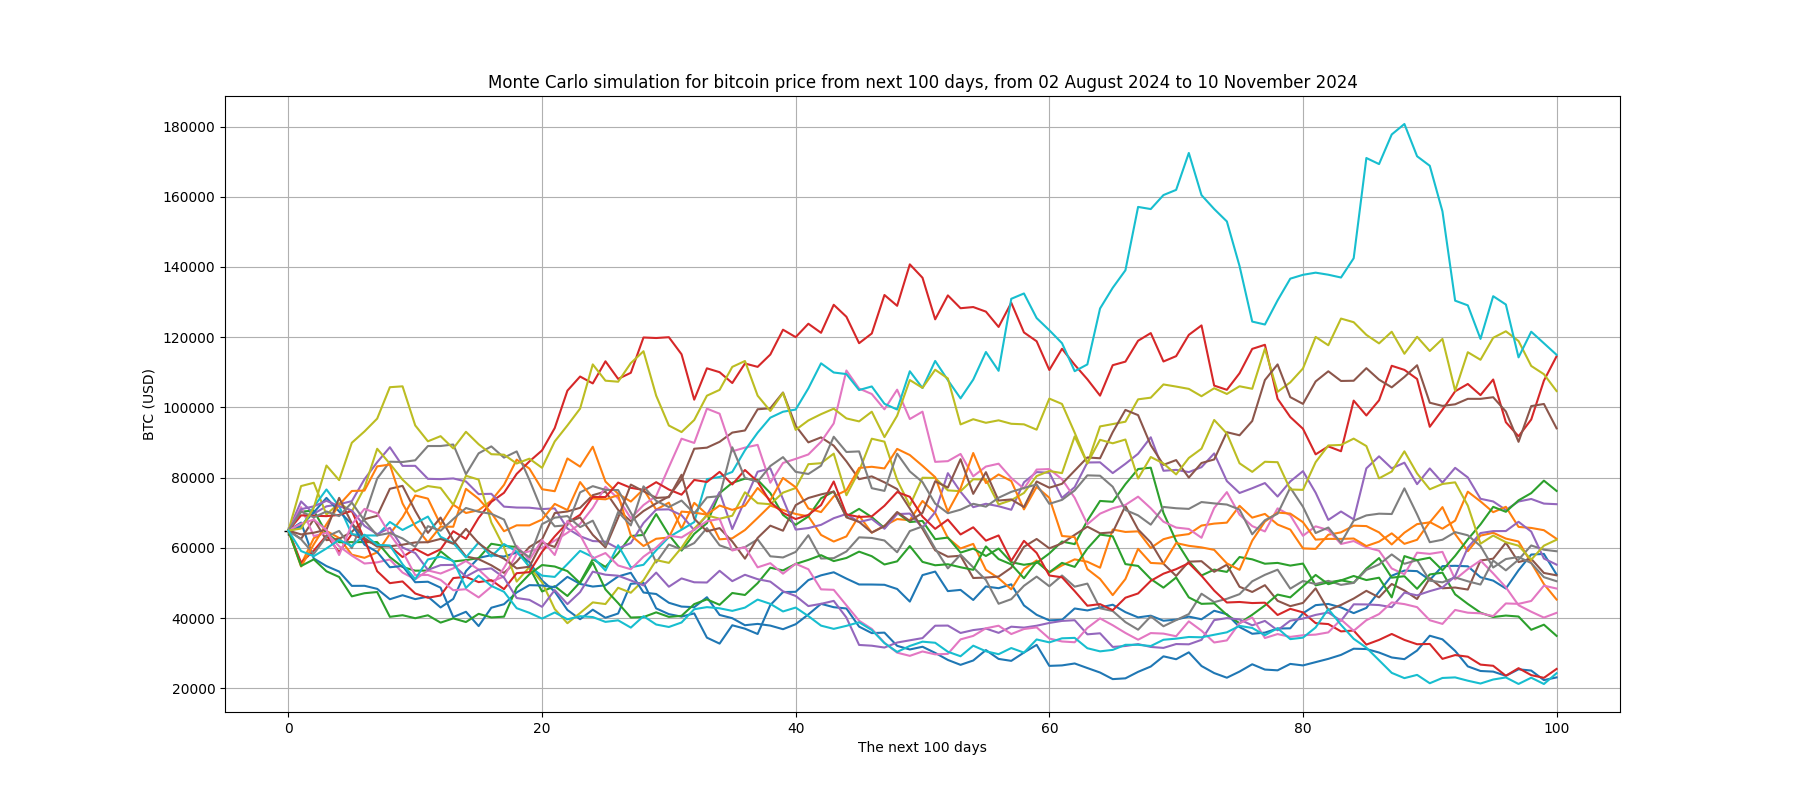 Monte Carlo simulation for bitcoin price from next 100 days, from 02 August 2024 to 10 November 2024
180000
160000
140000
120000
100000
80000
60000
40000
20000
BTC (USD)
0 20 40 60 80 100
The next 100 days